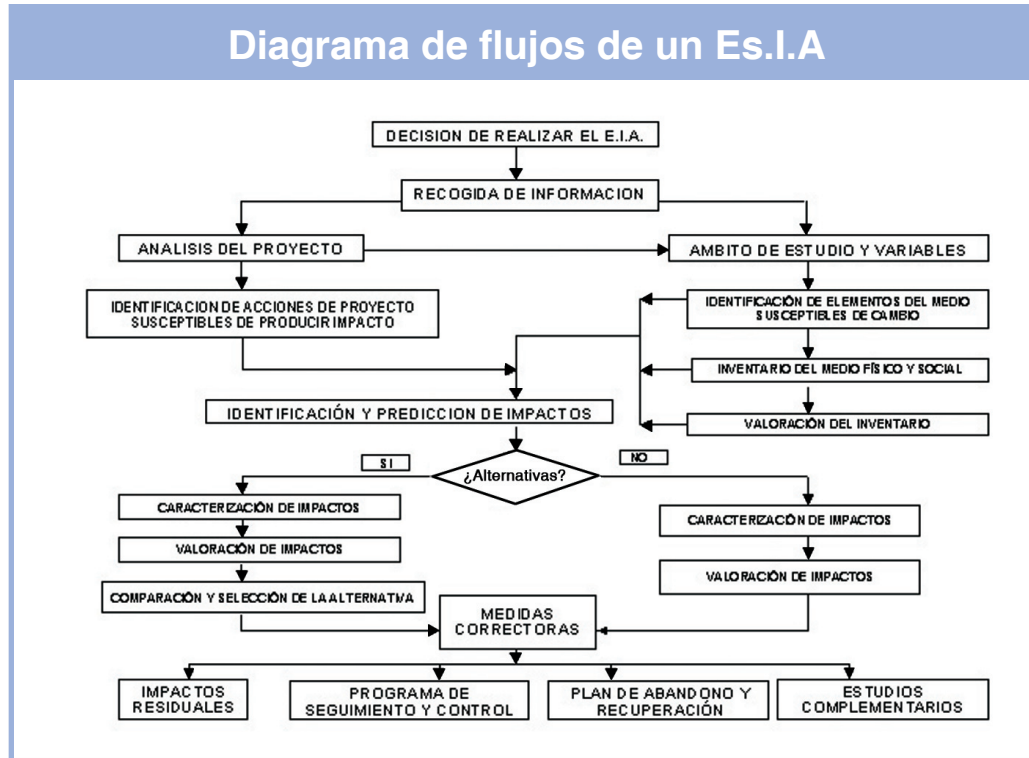 Diagrama de flujos de un Es.I.A
DECISION DE REALIZAR EL E.I.A.
RECOGIDA DE INFORMACION
ANALISIS DEL PROYECTO
AMBITO DE ESTUDIO Y VARIABLES
IDENTIFICACION DE ACCIONES DE PROYECTO
SUSCEPTIBLES DE PRODUCIR IMPACTO
IDENTIFICACIÓN DE ELEMENTOS DEL MEDIO
SUSCEPTIBLES DE CAMBIO
INVENTARIO DEL MEDIO FÍSICO Y SOCIAL
IDENTIFICACIÓN Y PREDICCION DE IMPACTOS
VALORACIÓN DEL INVENTARIO
SI
NO
¿Alternativas?
CARACTERIZACIÓN DE IMPACTOS
VALORACIÓN DE IMPACTOS
COMPARACIÓN Y SELECCIÓN DE LA ALTERNATIVA
CARACTERIZACIÓN DE IMPACTOS
VALORACIÓN DE IMPACTOS
MEDIDAS
CORRECTORAS
IMPACTOS
RESIDUALES
PROGRAMA DE
SEGUIMIENTO Y CONTROL
PLAN DE ABANDONO Y
RECUPERACIÓN
ESTUDIOS
COMPLEMENTARIOS